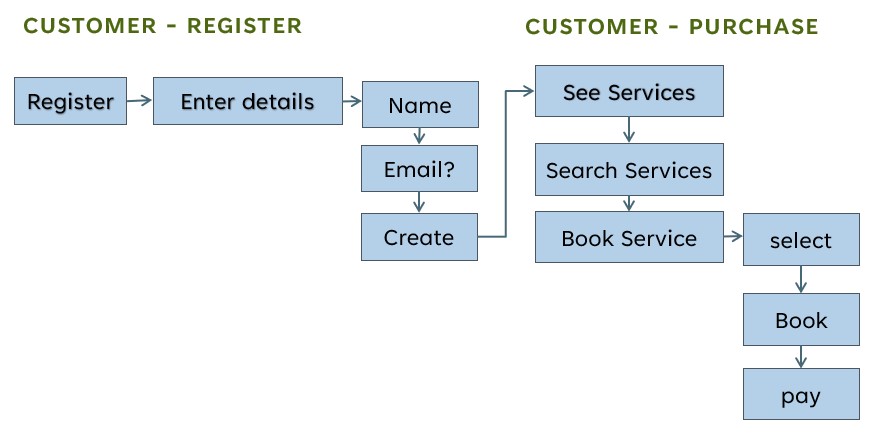 CUSTOMER - REGISTER
CUSTOMER - PURCHASE
Register
Enter details
Name
Email?
Create
See Services
Search Services
Book Service
select
Book
pay